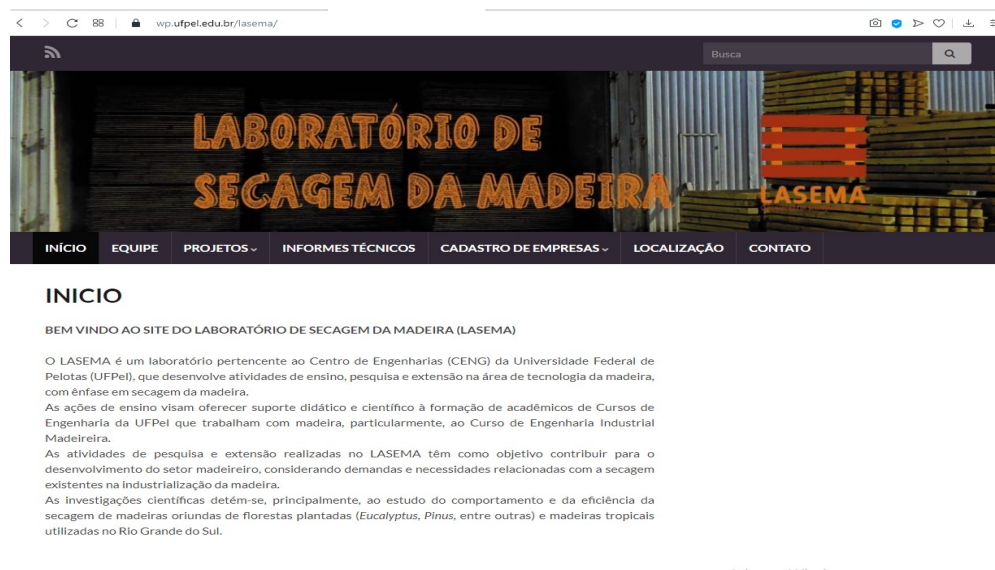 wp.ufpel.edu.br/lasema/
Busca
LABORATÓRIO DE
SECAGEM DA MADEIRA
LASEMA
INÍCIO EQUIPE PROJETOS INFORMES TÉCNICOS CADASTRO DE EMPRESAS LOCALIZAÇÃO CONTATO
INICIO
BEM VINDO AO SITE DO LABORATÓRIO DE SECAGEM DA MADEIRA (LASEMA)
O LASEMA é um laboratório pertencente ao Centro de Engenharias (CENG) da Universidade Federal de
Pelotas (UFPel), que desenvolve atividades de ensino, pesquisa e extensão na área de tecnologia da madeira,
com ênfase em secagem da madeira.
As ações de ensino visam oferecer suporte didático e científico à formação de acadêmicos de Cursos de
Engenharia da UFPel que trabalham com madeira, particularmente, ao Curso de Engenharia Industrial
Madeireira.
As atividades de pesquisa e extensão realizadas no LASEMA têm como objetivo contribuir para o
desenvolvimento do setor madeireiro, considerando demandas e necessidades relacionadas com a secagem
existentes na industrialização da madeira.
As investigações científicas detém-se, principalmente, ao estudo do comportamento e da eficiência da
secagem de madeiras oriundas de florestas plantadas (Eucalyptus, Pinus, entre outras) e madeiras tropicais
utilizadas no Rio Grande do Sul.